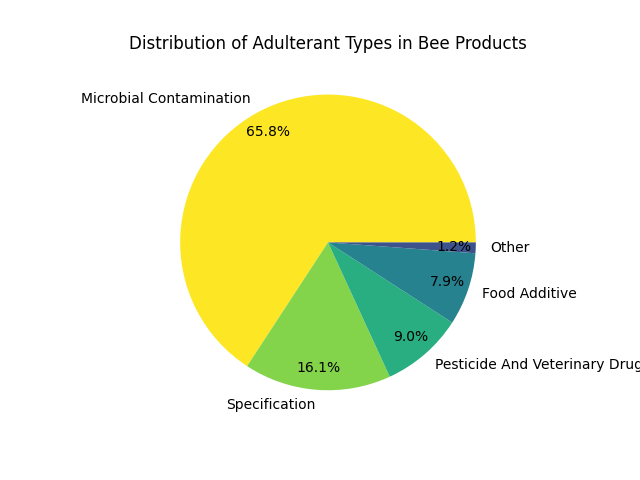 Distribution of Adulterant Types in Bee Products
Microbial Contamination
65.8%
1.2%
Other
7.9%
Food Additive
9.0%
Pesticide And Veterinary Drug
16.1%
Specification